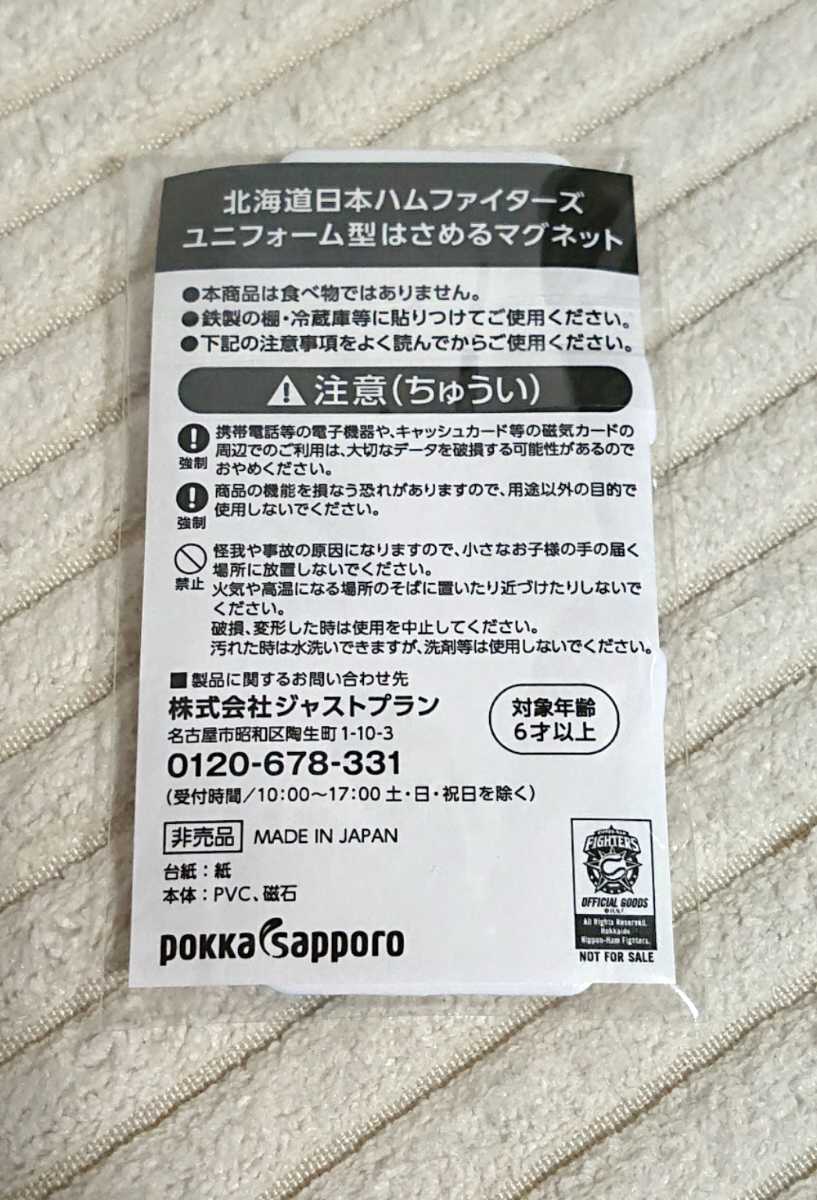 北海道日本ハムファイターズ
ユニフォーム型はさめるマグネット
●本商品は食べ物ではありません。
●鉄製の棚・冷蔵庫等に貼りつけてご使用ください。
●下記の注意事項をよく読んでからご使用ください。
注意(ちゅうい)
強制
携帯電話等の電子機器や、キャッシュカード等の磁気カードの
周辺でのご利用は、大切なデータを破損する可能性があるので
おやめください。
強制
商品の機能を損なう恐れがありますので、用途以外の目的で
使用しないでください。
禁止
怪我や事故の原因になりますので、小さなお子様の手の届く
場所に放置しないでください。
火気や高温になる場所のそばに置いたり近づけたりしないで
ください。
破損、変形した時は使用を中止してください。
汚れた時は水洗いできますが、洗剤等は使用しないでください。
■製品に関するお問い合わせ先
株式会社ジャストプラン
名古屋市昭和区陶生町1-10-3
0120-678-331
(受付時間/10:00〜17:00 土・日・祝日を除く)
対象年齢
6才以上
非売品 MADE IN JAPAN
台紙:紙
本体:PVC、磁石
pokka sapporo
NIPPON-HAM
FIGHTERS
OFFICIAL GOODS
All Rights Reserved.
Hokkaido
Nippon-Ham Fighters.
NOT FOR SALE